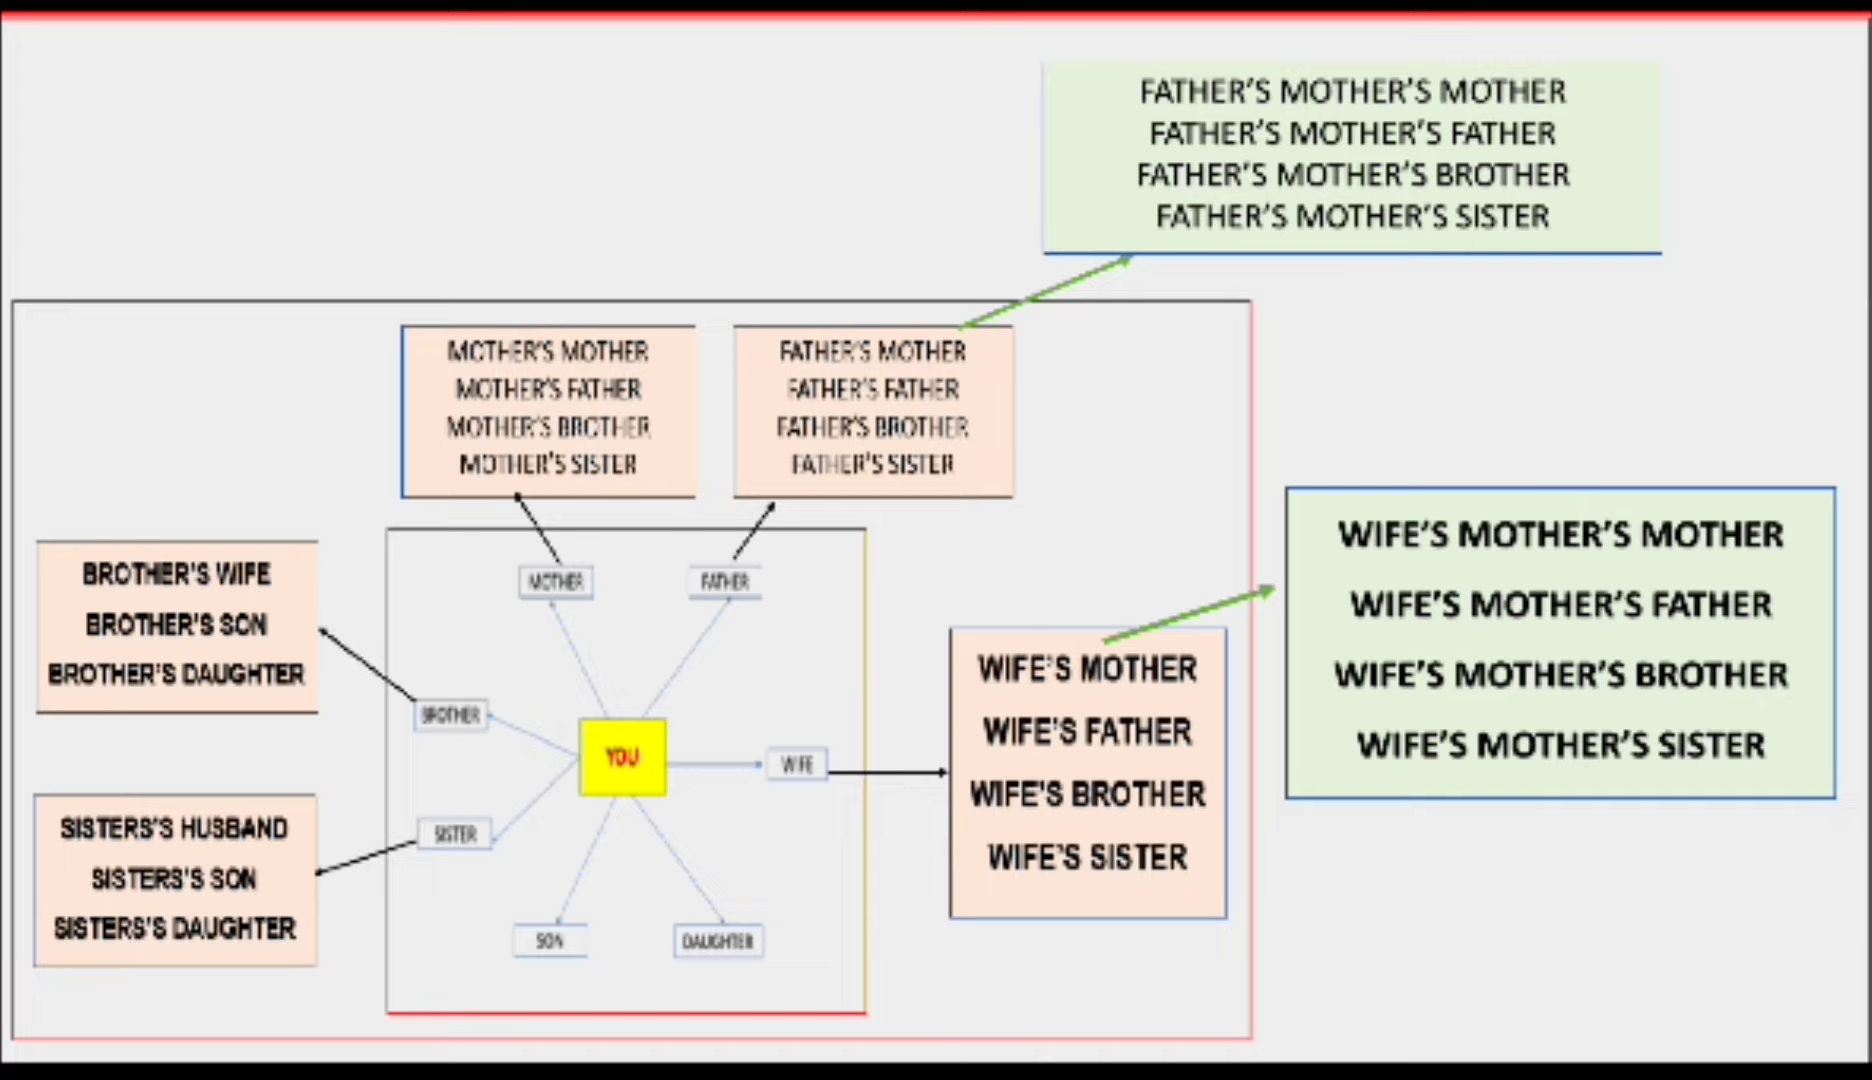 FATHER'S MOTHER'S MOTHER
FATHER'S MOTHER'S FATHER
FATHER'S MOTHER'S BROTHER
FATHER'S MOTHER'S SISTER
MOTHER'S MOTHER
MOTHER'S FATHER
MOTHER'S BROTHER
MOTHER'S SISTER
FATHER'S MOTHER
FATHER'S FATHER
FATHER'S BROTHER
FATHER'S SISTER
BROTHER'S WIFE
BROTHER'S SON
BROTHER'S DAUGHTER
MOTHER
FATHER
BROTHER
YOU
WIFE
SISTER
SON
DAUGHTER
WIFE'S MOTHER
WIFE'S FATHER
WIFE'S BROTHER
WIFE'S SISTER
WIFE'S MOTHER'S MOTHER
WIFE'S MOTHER'S FATHER
WIFE'S MOTHER'S BROTHER
WIFE'S MOTHER'S SISTER
SISTERS'S HUSBAND
SISTERS'S SON
SISTERS'S DAUGHTER